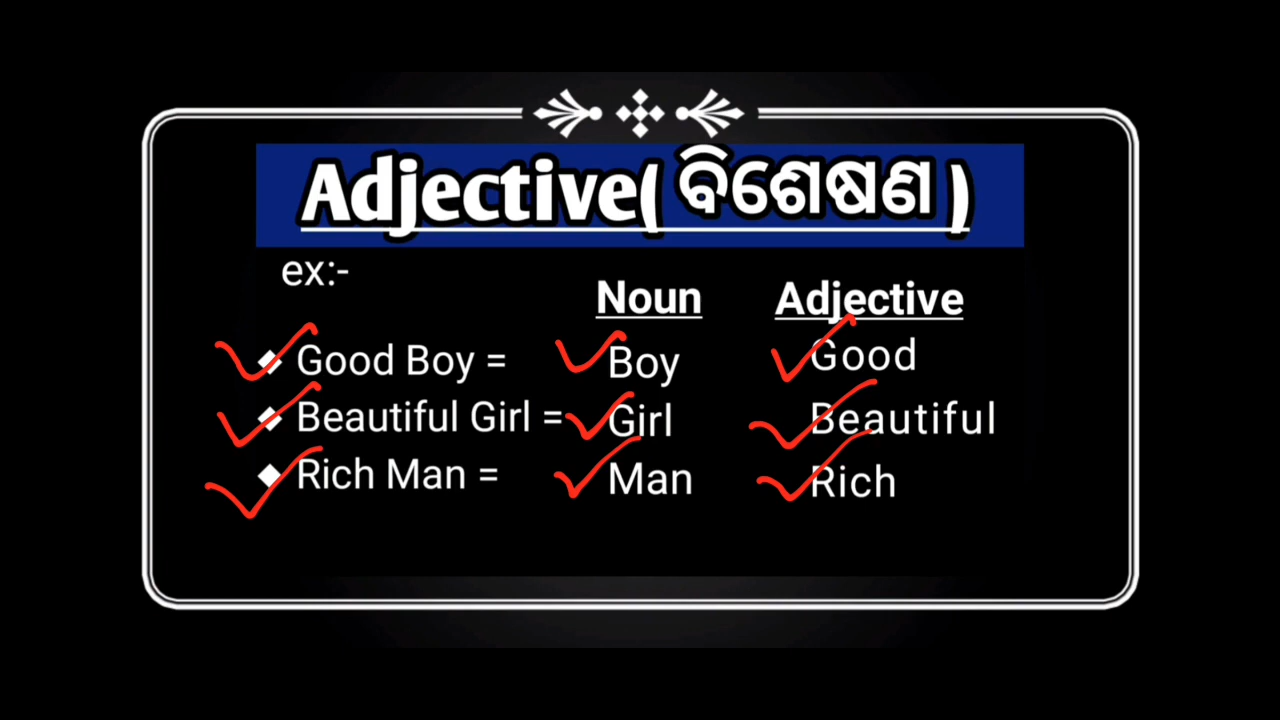 Adjective( ବିଶେଷଣ )
ex:-
Noun Adjective
Good Boy = Boy Good
Beautiful Girl = Girl Beautiful
Rich Man = Man Rich